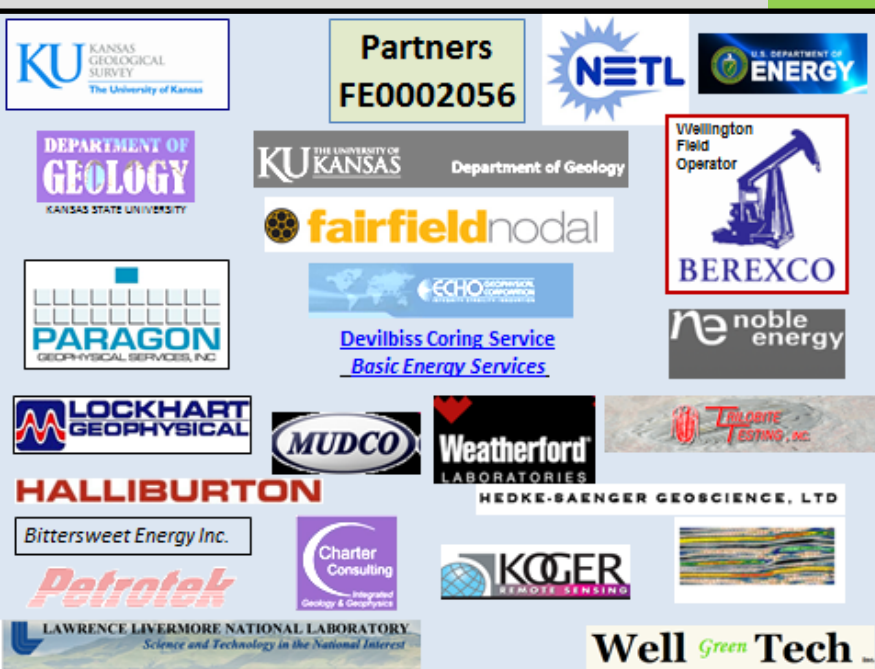 KU KANSAS
GEOLOGICAL
SURVEY
The University of Kansas
Partners
FE0002056
NETL
U.S. DEPARTMENT OF
ENERGY
DEPARTMENT OF
GEOLOGY
KANSAS STATE UNIVERSITY
KU THE UNIVERSITY OF
KANSAS
Department of Geology
Wellington
Field
Operator
BEREXCO
fairfieldnodal
PARAGON
GEOPHYSICAL SERVICES, INC
ECHO GEOPHYSICAL
CORPORATION
Devilbiss Coring Service
Basic Energy Services
ne noble
energy
LOCKHART
GEOPHYSICAL
MUDCO
Weatherford
LABORATORIES
TRILOBITE
TESTING, INC.
HALLIBURTON
HEDKE-SAENGER GEOSCIENCE, LTD
Bittersweet Energy Inc.
Charter
Consulting
Integrated
Geology & Geophysics
KOGER
REMOTE SENSING
Petrotek
LAWRENCE LIVERMORE NATIONAL LABORATORY
Science and Technology in the National Interest
Well Green Tech